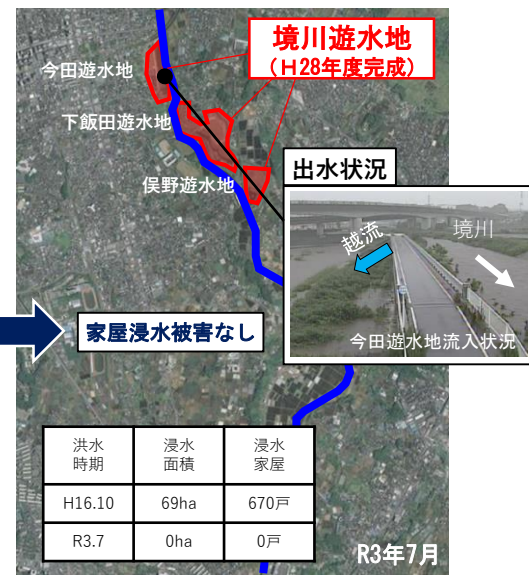 境川遊水地
（H28年度完成）
今田遊水地
下飯田遊水地
俣野遊水地
出水状況
越流
境川
今田遊水地流入状況
家屋浸水被害なし
洪水時期 浸水面積 浸水家屋
H16.10 69ha 670戸
R3.7 0ha 0戸
R3年7月